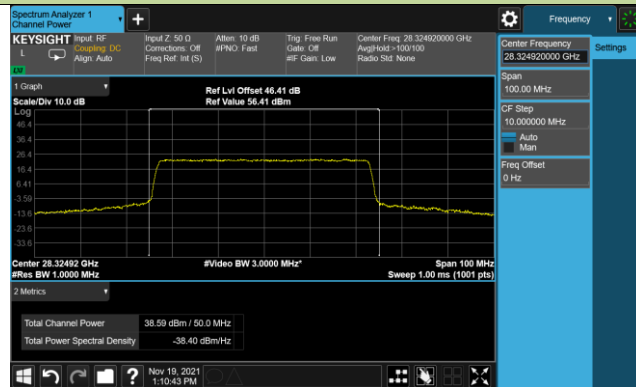 Spectrum Analyzer 1
Channel Power
Frequency
KEYSIGHT
L
Input: RF
Coupling: DC
Align: Auto
Input Z: 50 Ω
Corrections: Off
Freq Ref: Int (S)
Atten: 10 dB
#PNO: Fast
Trig: Free Run
Gate: Off
#IF Gain: Low
Center Freq: 28.324920000 GHz
Avg|Hold:>100/100
Radio Std: None
Center Frequency
28.324920000 GHz
Settings
Span
100.00 MHz
CF Step
10.000000 MHz
Auto
Man
Freq Offset
0 Hz
1 Graph
Scale/Div 10.0 dB
Ref Lvl Offset 46.41 dB
Ref Value 56.41 dBm
Log
46.4
36.4
26.4
16.4
6.41
-3.59
-13.6
-23.6
-33.6
Center 28.32492 GHz
#Video BW 3.0000 MHz*
Span 100 MHz
#Res BW 1.0000 MHz
Sweep 1.00 ms (1001 pts)
2 Metrics
Total Channel Power 38.59 dBm / 50.0 MHz
Total Power Spectral Density -38.40 dBm/Hz
?
Nov 19, 2021
1:10:43 PM